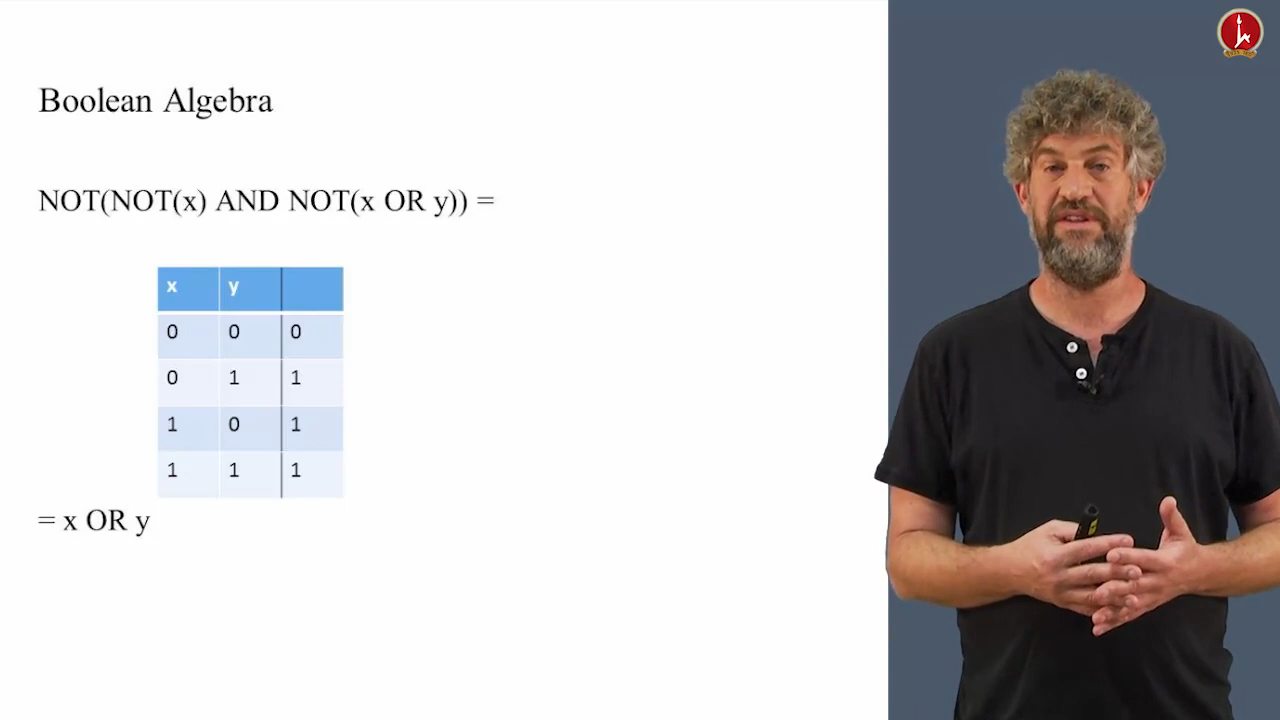 Boolean Algebra
NOT(NOT(x) AND NOT(x OR y)) =
x y
0 0 0
0 1 1
1 0 1
1 1 1
= x OR y